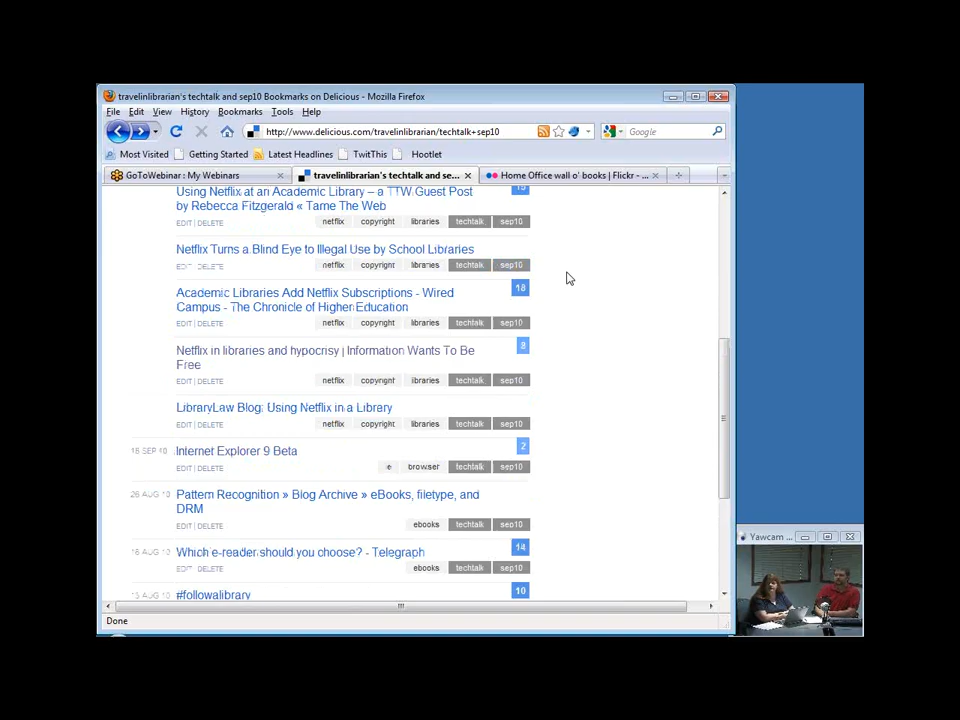 travelinlibrarian's techtalk and sep10 Bookmarks on Delicious - Mozilla Firefox
File Edit View History Bookmarks Tools Help
http://www.delicious.com/travelinlibrarian/techtalk+sep10
Google
Most Visited Getting Started Latest Headlines TwitThis Hootlet
GoToWebinar : My Webinars
travelinlibrarian's techtalk and se...
Home Office wall o' books | Flickr - ...
Using Netflix at an Academic Library – a TTW Guest Post 15
by Rebecca Fitzgerald « Tame The Web
EDIT | DELETE netflix copyright libraries techtalk sep10
Netflix Turns a Blind Eye to Illegal Use by School Libraries
EDIT | DELETE netflix copyright libraries techtalk sep10
Academic Libraries Add Netflix Subscriptions - Wired 18
Campus - The Chronicle of Higher Education
EDIT | DELETE netflix copyright libraries techtalk sep10
Netflix in libraries and hypocrisy | Information Wants To Be 8
Free
EDIT | DELETE netflix copyright libraries techtalk sep10
LibraryLaw Blog: Using Netflix in a Library
EDIT | DELETE netflix copyright libraries techtalk sep10
SEP 10 Internet Explorer 9 Beta 2
EDIT | DELETE ie browser techtalk sep10
26 AUG 10 Pattern Recognition » Blog Archive » eBooks, filetype, and
DRM
EDIT | DELETE ebooks techtalk sep10
AUG 10 Which e-reader should you choose? - Telegraph 14
EDIT | DELETE ebooks techtalk sep10
AUG 10 #followalibrary 10
Done
Yawcam ...